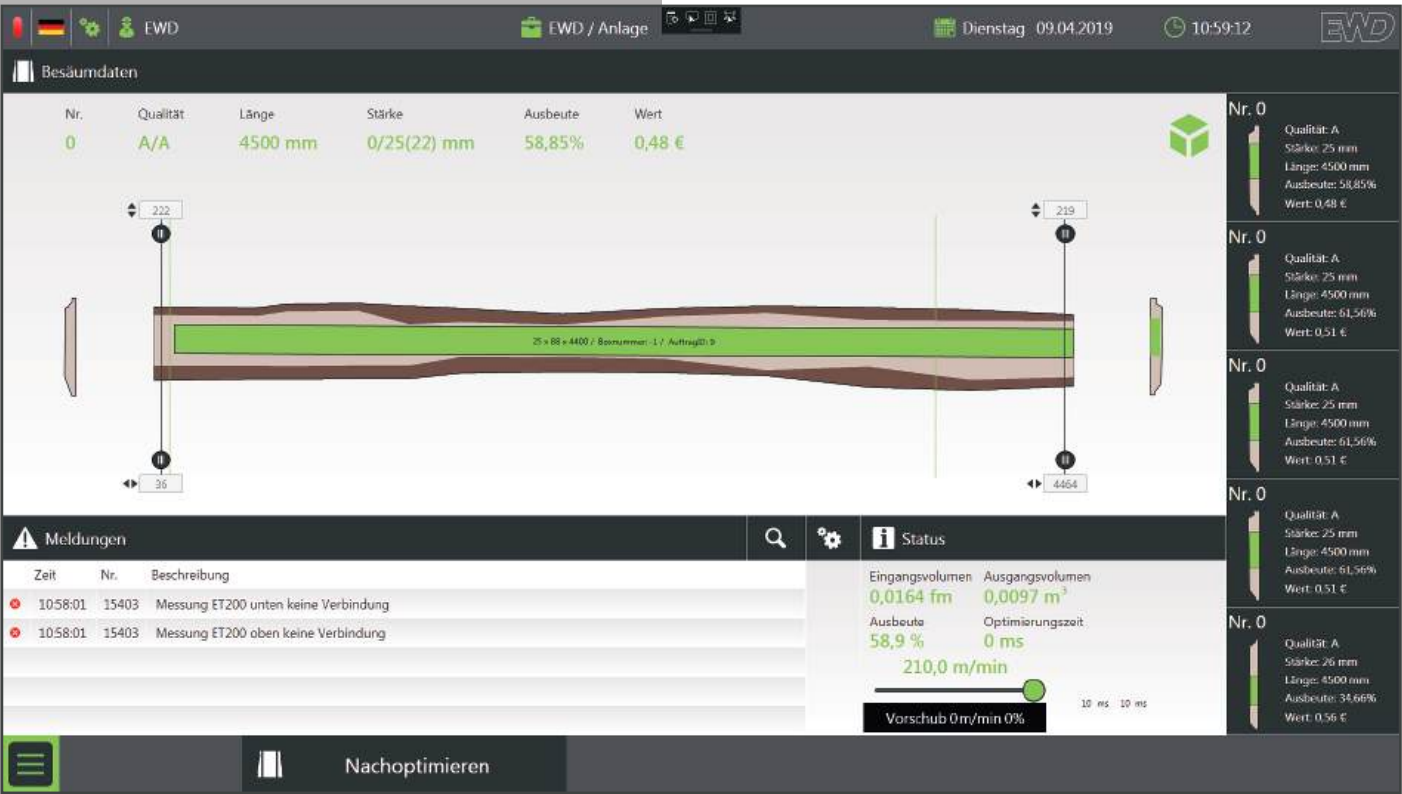 EWD
EWD / Anlage
Dienstag 09.04.2019
10:59:12
EWD
Besäumdaten
Nr. Qualität Länge Stärke Ausbeute Wert
0 A/A 4500 mm 0/25(22) mm 58,85% 0,48 €
222
219
25 x 88 x 4400 / Boxnummer: -1 / AuftragID: 9
36
4464
Nr. 0
Qualität: A
Stärke: 25 mm
Länge: 4500 mm
Ausbeute: 58,85%
Wert: 0,48 €
Nr. 0
Qualität: A
Stärke: 25 mm
Länge: 4500 mm
Ausbeute: 61,56%
Wert: 0,51 €
Nr. 0
Qualität: A
Stärke: 25 mm
Länge: 4500 mm
Ausbeute: 61,56%
Wert: 0,51 €
Nr. 0
Qualität: A
Stärke: 25 mm
Länge: 4500 mm
Ausbeute: 61,56%
Wert: 0,51 €
Nr. 0
Qualität: A
Stärke: 26 mm
Länge: 4500 mm
Ausbeute: 34,66%
Wert: 0,56 €
Meldungen
Zeit Nr. Beschreibung
10:58:01 15403 Messung ET200 unten keine Verbindung
10:58:01 15403 Messung ET200 oben keine Verbindung
Status
Eingangsvolumen Ausgangsvolumen
0,0164 fm 0,0097 m³
Ausbeute Optimierungszeit
58,9 % 0 ms
210,0 m/min
10 ms 10 ms
Vorschub 0m/min 0%
Nachoptimieren